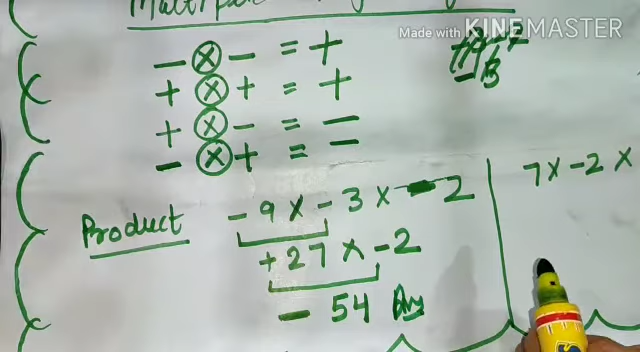 Made with KINEMASTER
- × - = +
+ × + = +
+ × - = -
- × + = -
Product
- 9 × - 3 × - 2
+ 27 × - 2
- 54 Ans
7 × - 2 ×